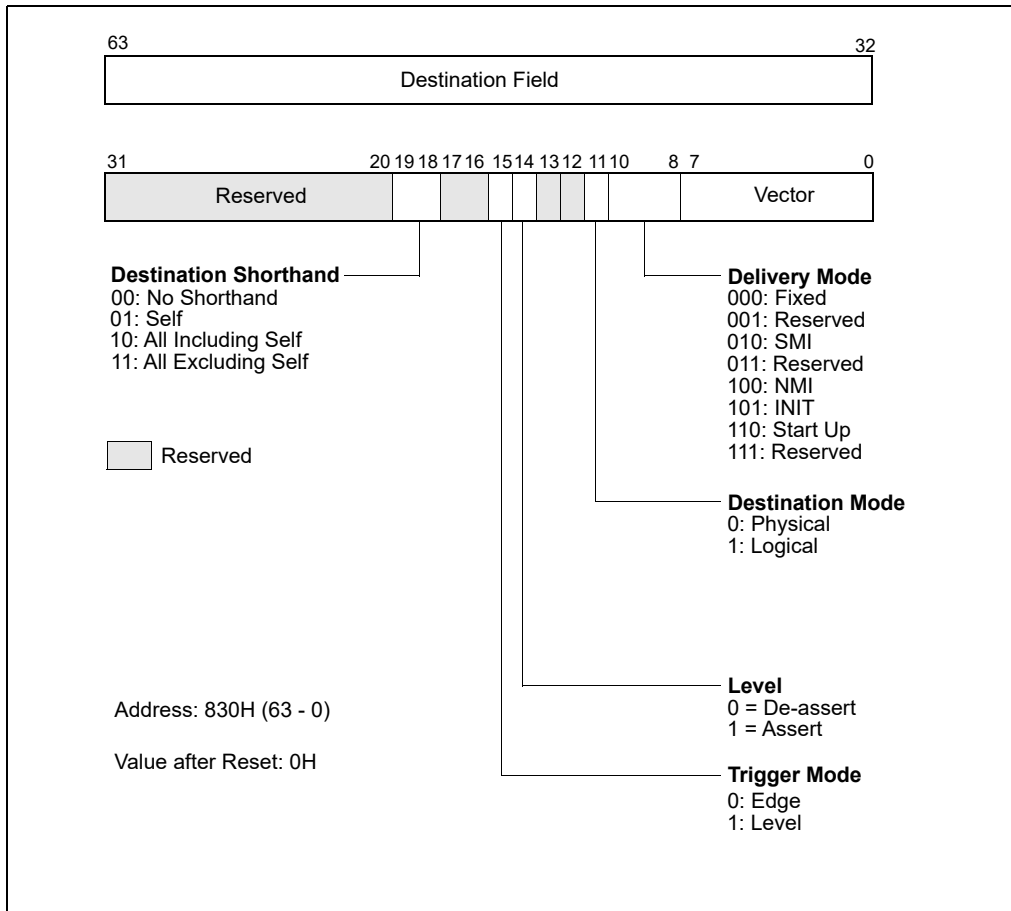 63 32
Destination Field
31 20 19 18 17 16 15 14 13 12 11 10 8 7 0
Reserved Vector
Destination Shorthand
00: No Shorthand
01: Self
10: All Including Self
11: All Excluding Self
Reserved
Delivery Mode
000: Fixed
001: Reserved
010: SMI
011: Reserved
100: NMI
101: INIT
110: Start Up
111: Reserved
Destination Mode
0: Physical
1: Logical
Level
0 = De-assert
1 = Assert
Address: 830H (63 - 0)
Value after Reset: 0H
Trigger Mode
0: Edge
1: Level